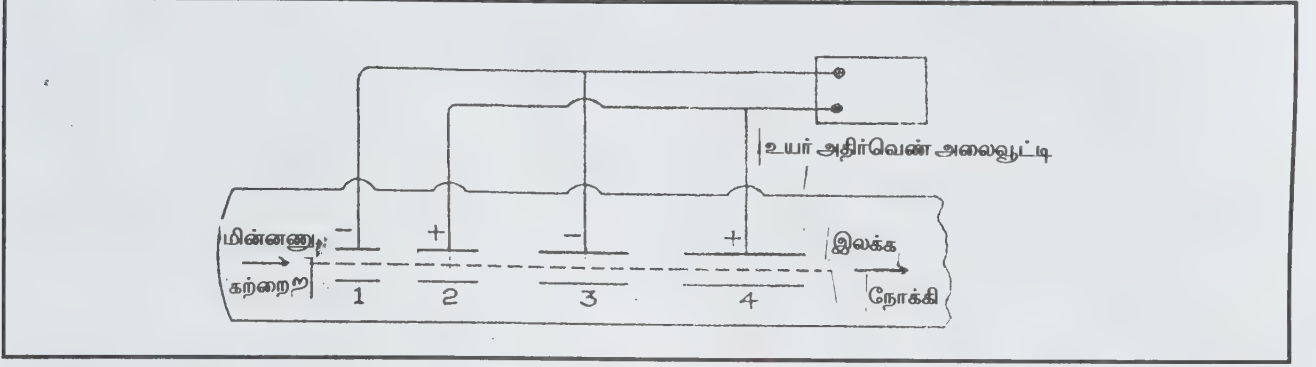 உயர் அதிர்வெண் அலைவூட்டி
- + - +
மின்னணு
கற்றை
இலக்க
நோக்கி
1 2 3 4